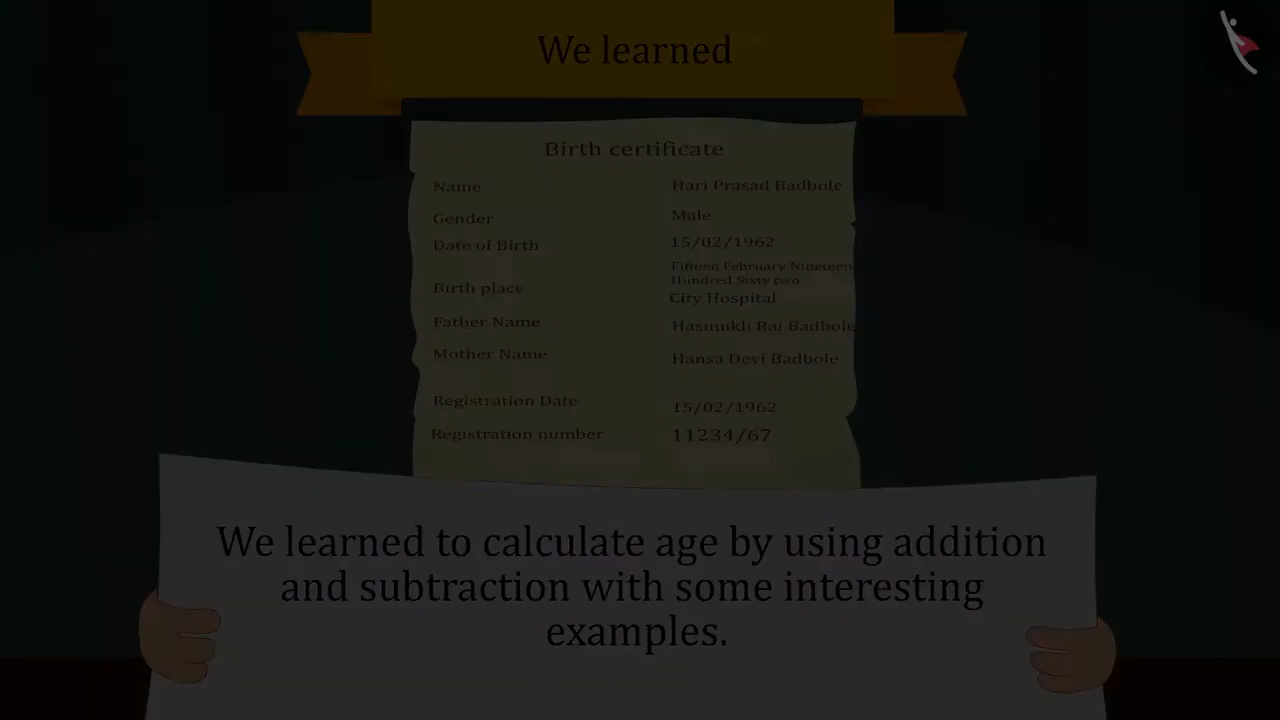 We learned
Birth certificate
Name Hari Prasad Badbole
Gender Male
Date of Birth 15/02/1962
Fifteen February Nineteen
Hundred Sixty two
Birth place City Hospital
Father Name Hasmukh Rai Badbole
Mother Name Hansa Devi Badbole
Registration Date 15/02/1962
Registration number 11234/67
We learned to calculate age by using addition
and subtraction with some interesting
examples.